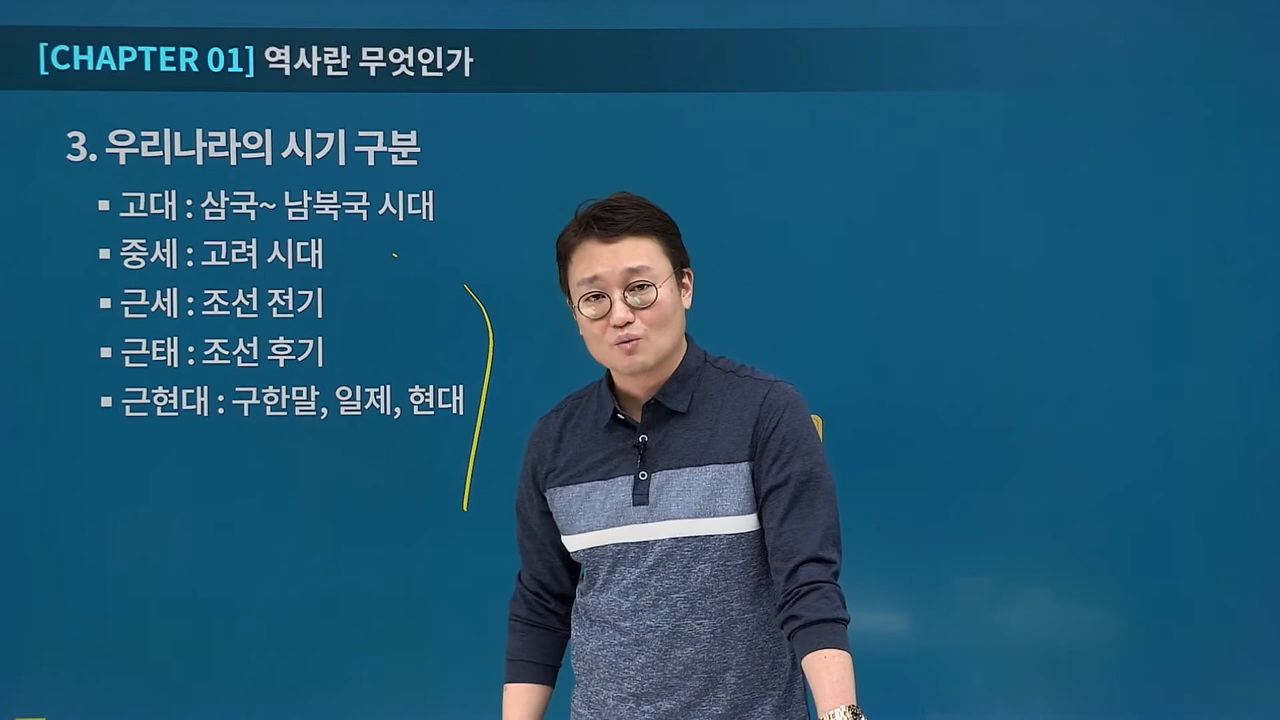 [CHAPTER 01] 역사란 무엇인가
3. 우리나라의 시기 구분
▪ 고대 : 삼국~ 남북국 시대
▪ 중세 : 고려 시대
▪ 근세 : 조선 전기
▪ 근태 : 조선 후기
▪ 근현대 : 구한말, 일제, 현대